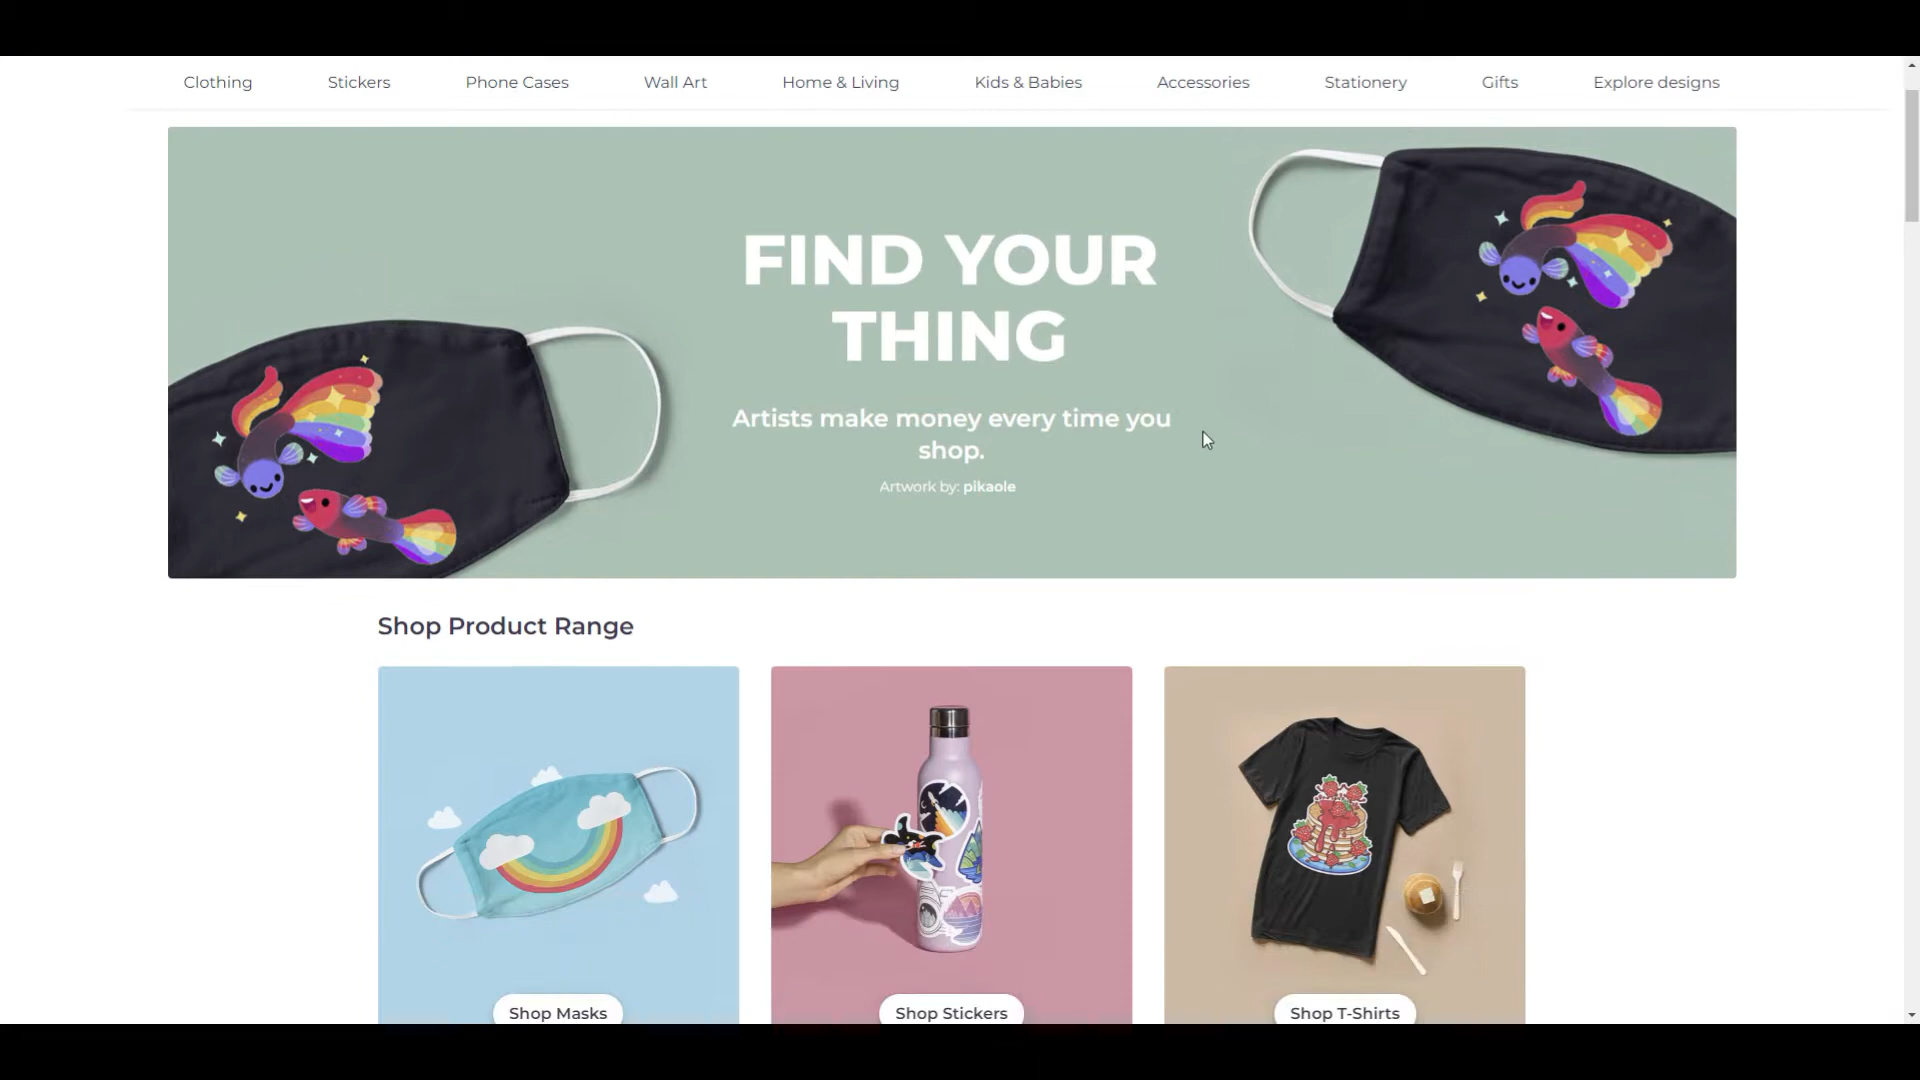 Clothing Stickers Phone Cases Wall Art Home & Living Kids & Babies Accessories Stationery Gifts Explore designs
FIND YOUR
THING
Artists make money every time you
shop.
Artwork by: pikaole
Shop Product Range
Shop Masks
Shop Stickers
Shop T-Shirts